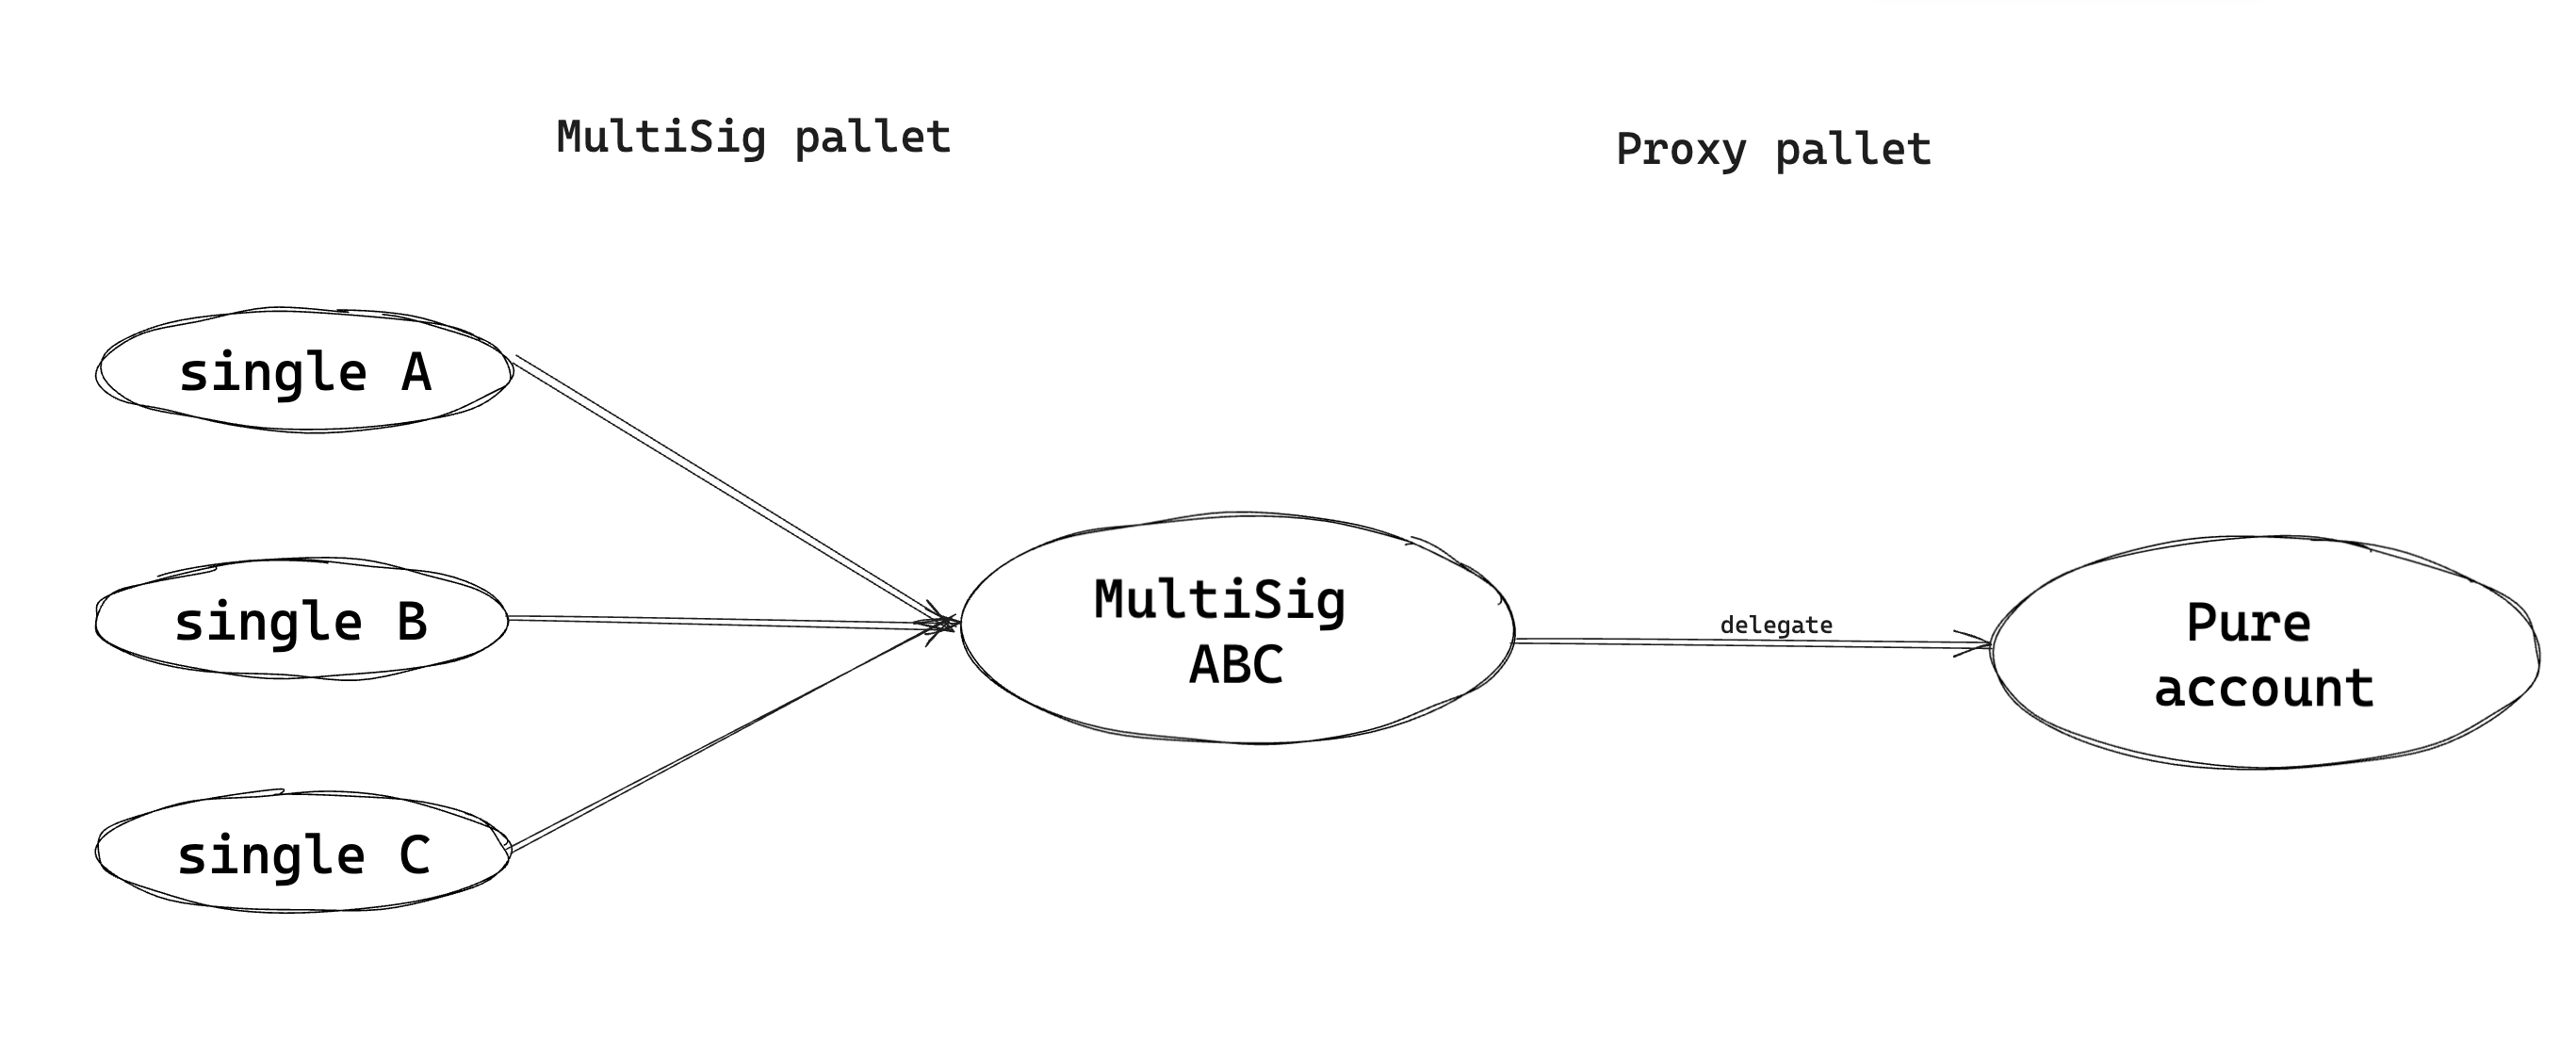 MultiSig pallet
Proxy pallet
single A
single B
single C
MultiSig
ABC
delegate
Pure
account